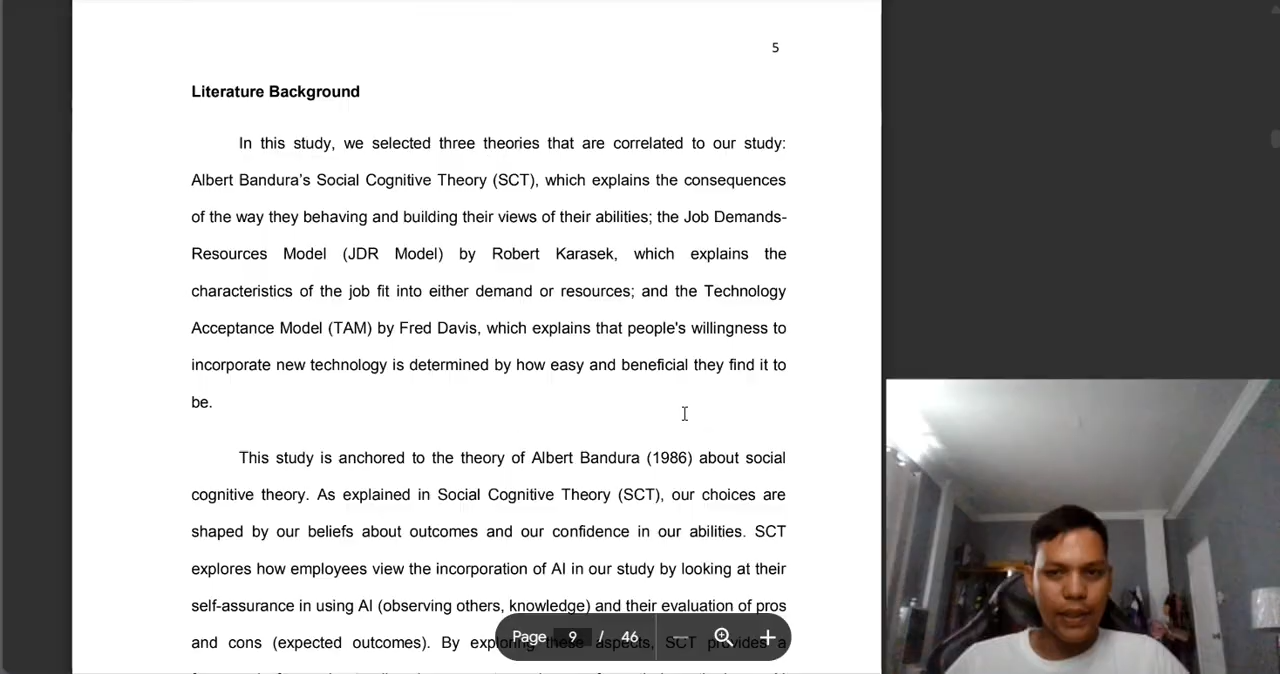 5
Literature Background
In this study, we selected three theories that are correlated to our study:
Albert Bandura's Social Cognitive Theory (SCT), which explains the consequences
of the way they behaving and building their views of their abilities; the Job Demands-
Resources Model (JDR Model) by Robert Karasek, which explains the
characteristics of the job fit into either demand or resources; and the Technology
Acceptance Model (TAM) by Fred Davis, which explains that people's willingness to
incorporate new technology is determined by how easy and beneficial they find it to
be.
This study is anchored to the theory of Albert Bandura (1986) about social
cognitive theory. As explained in Social Cognitive Theory (SCT), our choices are
shaped by our beliefs about outcomes and our confidence in our abilities. SCT
explores how employees view the incorporation of AI in our study by looking at their
self-assurance in using AI (observing others, knowledge) and their evaluation of pros
and cons (expected outcomes). By exploring these aspects, SCT provides a
Page 9 / 46